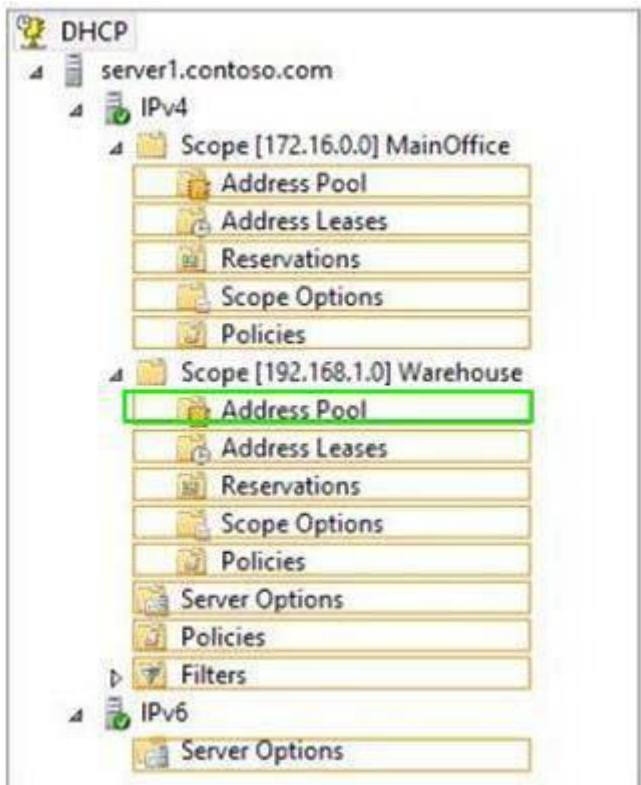 DHCP
server1.contoso.com
IPv4
Scope [172.16.0.0] MainOffice
Address Pool
Address Leases
Reservations
Scope Options
Policies
Scope [192.168.1.0] Warehouse
Address Pool
Address Leases
Reservations
Scope Options
Policies
Server Options
Policies
Filters
IPv6
Server Options